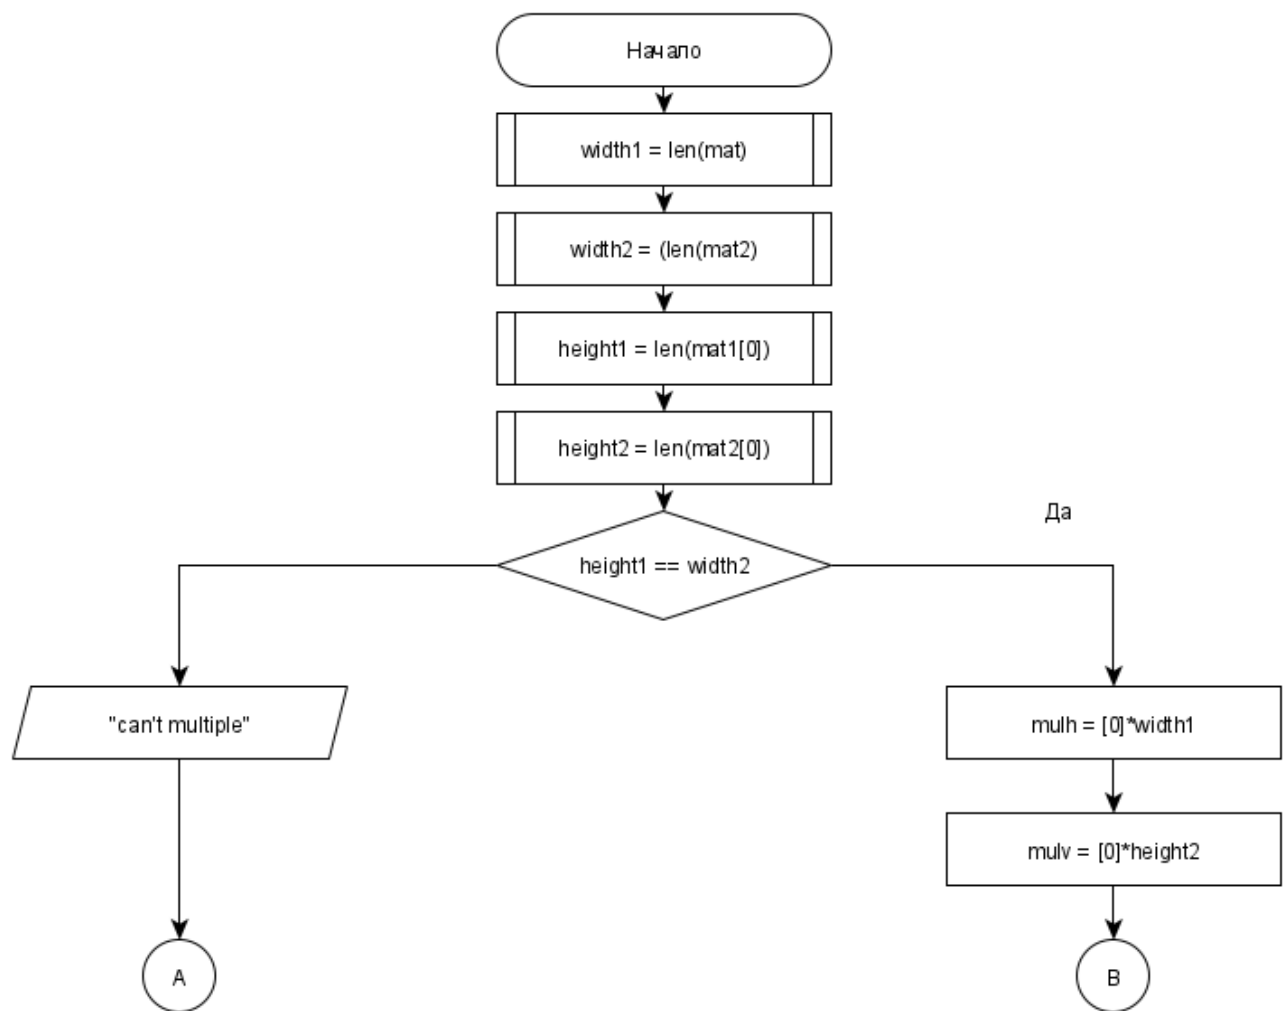 Начало
width1 = len(mat)
width2 = (len(mat2)
height1 = len(mat1[0])
height2 = len(mat2[0])
Да
height1 == width2
"can't multiple"
mulh = [0]*width1
mulv = [0]*height2
A
B